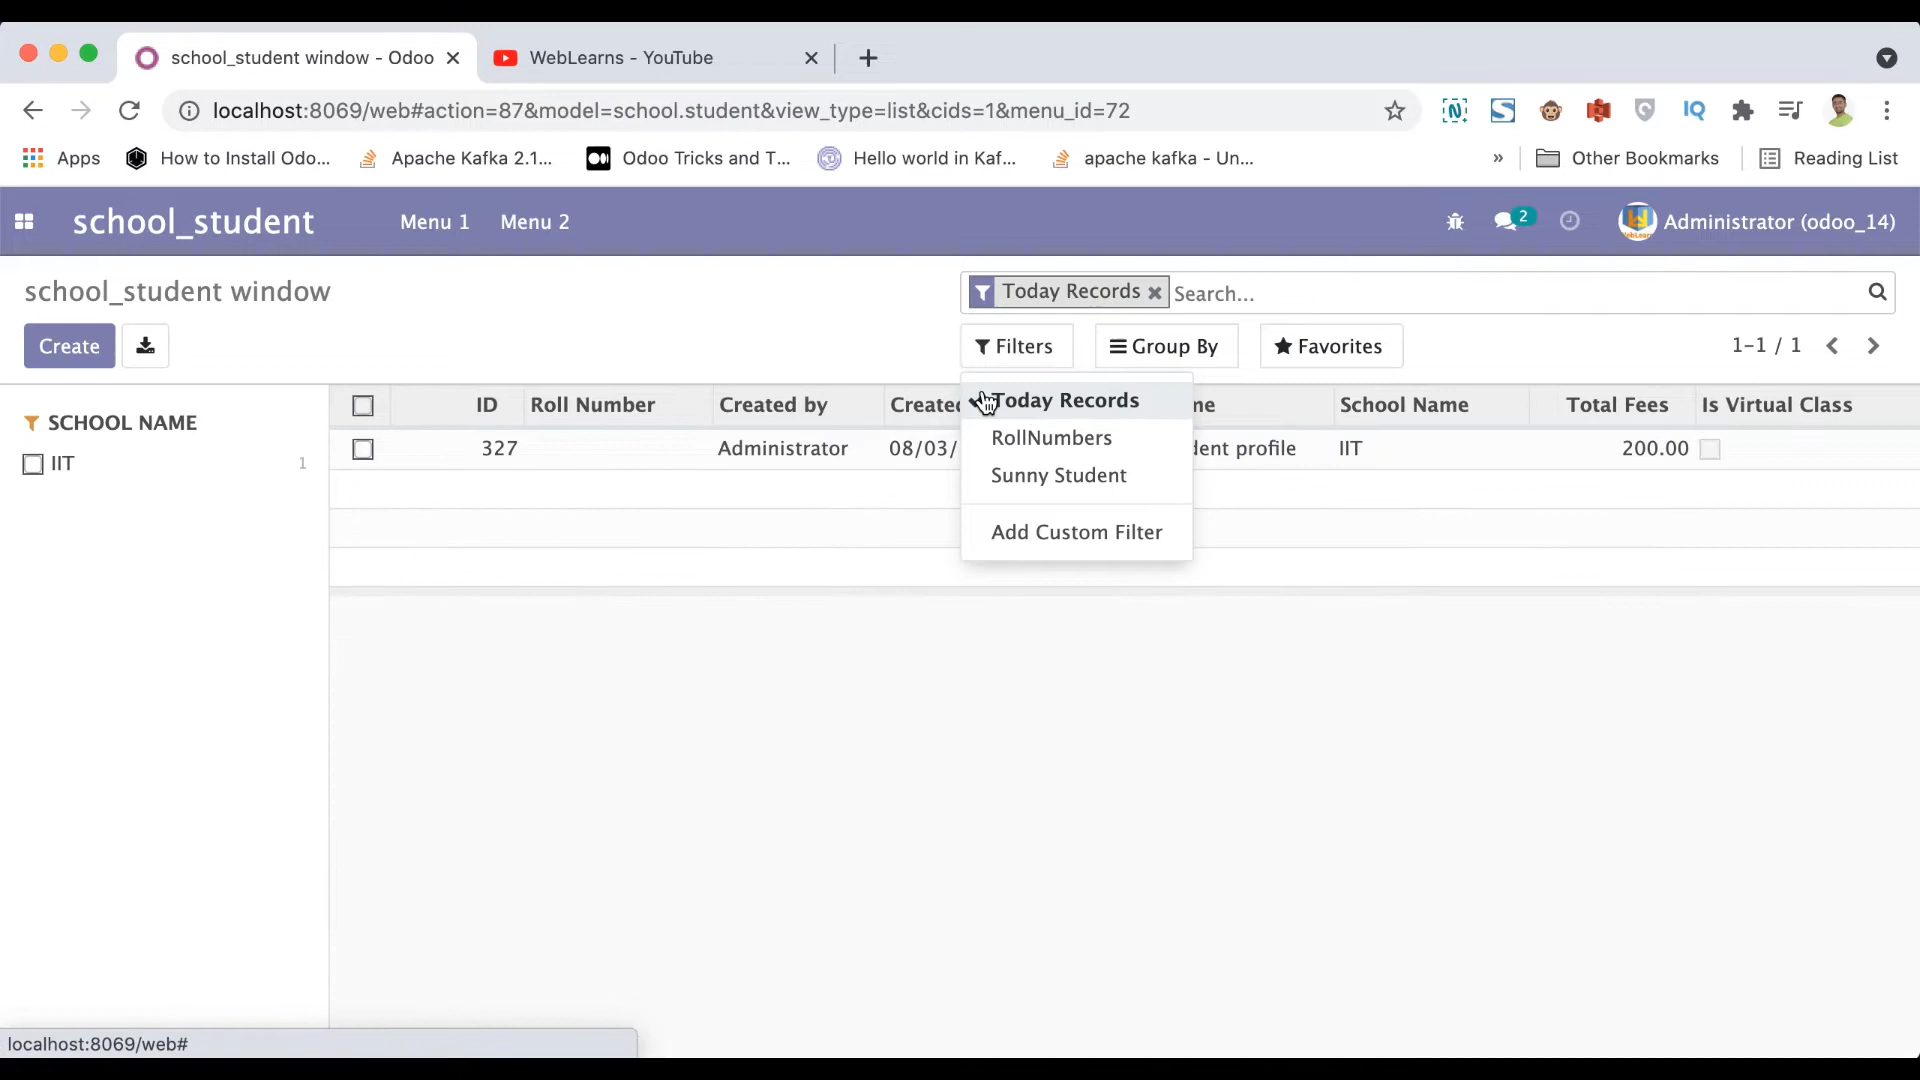 school_student window - Odoo
WebLearns - YouTube
localhost:8069/web#action=87&model=school.student&view_type=list&cids=1&menu_id=72
IQ
Apps
How to Install Odo...
Apache Kafka 2.1...
Odoo Tricks and T...
Hello world in Kaf...
apache kafka - Un...
»
Other Bookmarks
Reading List
school_student
Menu 1
Menu 2
2
Administrator (odoo_14)
school_student window
Today Records
Search...
Create
Filters
Group By
Favorites
1-1 / 1
SCHOOL NAME
IIT
1
ID
Roll Number
Created by
Created
ne
School Name
Total Fees
Is Virtual Class
327
Administrator
08/03/
dent profile
IIT
200.00
Today Records
RollNumbers
Sunny Student
Add Custom Filter
localhost:8069/web#